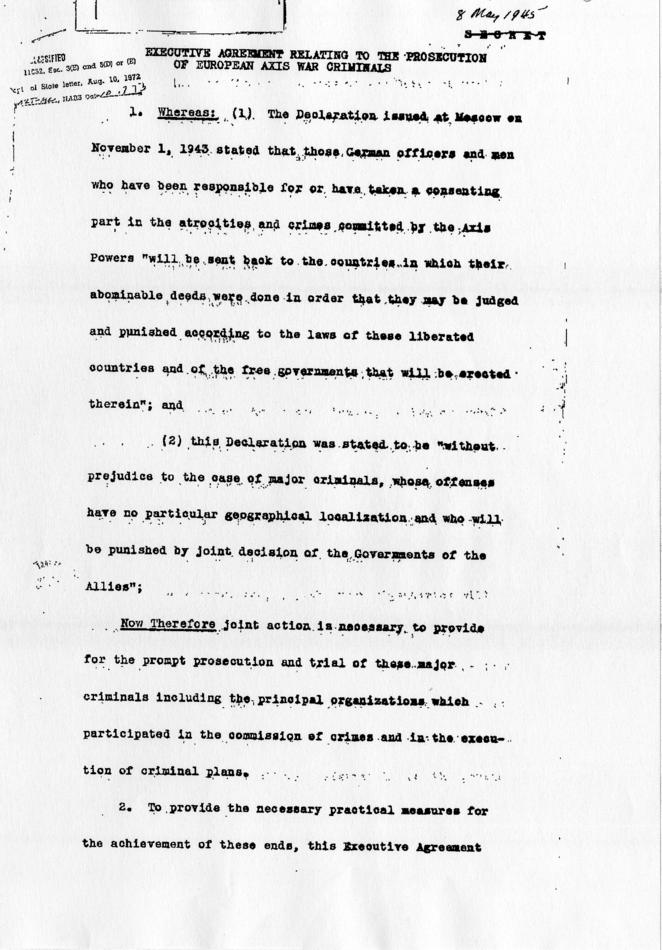 8 May 1945
SECRET
EXECUTIVE AGREEMENT RELATING TO THE PROSECUTION
OF EUROPEAN AXIS WAR CRIMINALS
11652, Sec. 3(E) and 5(D) or (E)
of State letter, Aug. 10, 1972
NARS Date
1. Whereas: (1) The Declaration issued at Moscow on
November 1, 1943 stated that those German officers and men
who have been responsible for or have taken a consenting
part in the atrocities and crimes committed by the Axis
Powers "will be sent back to the countries in which their
abominable deeds were done in order that they may be judged
and punished according to the laws of these liberated
countries and of the free governments that will be erected
therein"; and
(2) this Declaration was stated to be "without
prejudice to the case of major criminals, whose offenses
have no particular geographical localization and who will
be punished by joint decision of the Governments of the
Allies";
Now Therefore joint action is necessary to provide
for the prompt prosecution and trial of these major
criminals including the principal organizations which
participated in the commission of crimes and in the execu-
tion of criminal plans.
2. To provide the necessary practical measures for
the achievement of these ends, this Executive Agreement